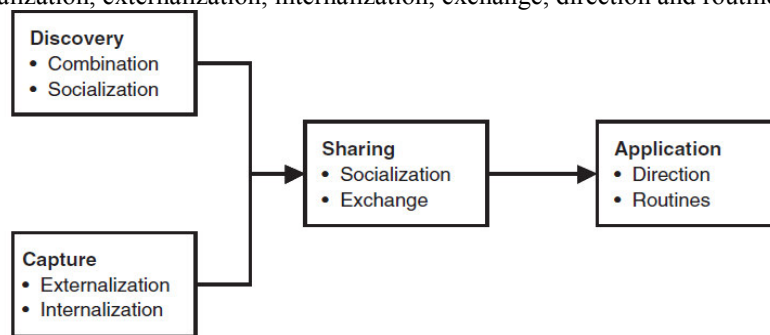 externalization, internalization, exchange, direction and
Discovery
• Combination
• Socialization
Sharing
• Socialization
• Exchange
Application
• Direction
• Routines
Capture
• Externalization
• Internalization